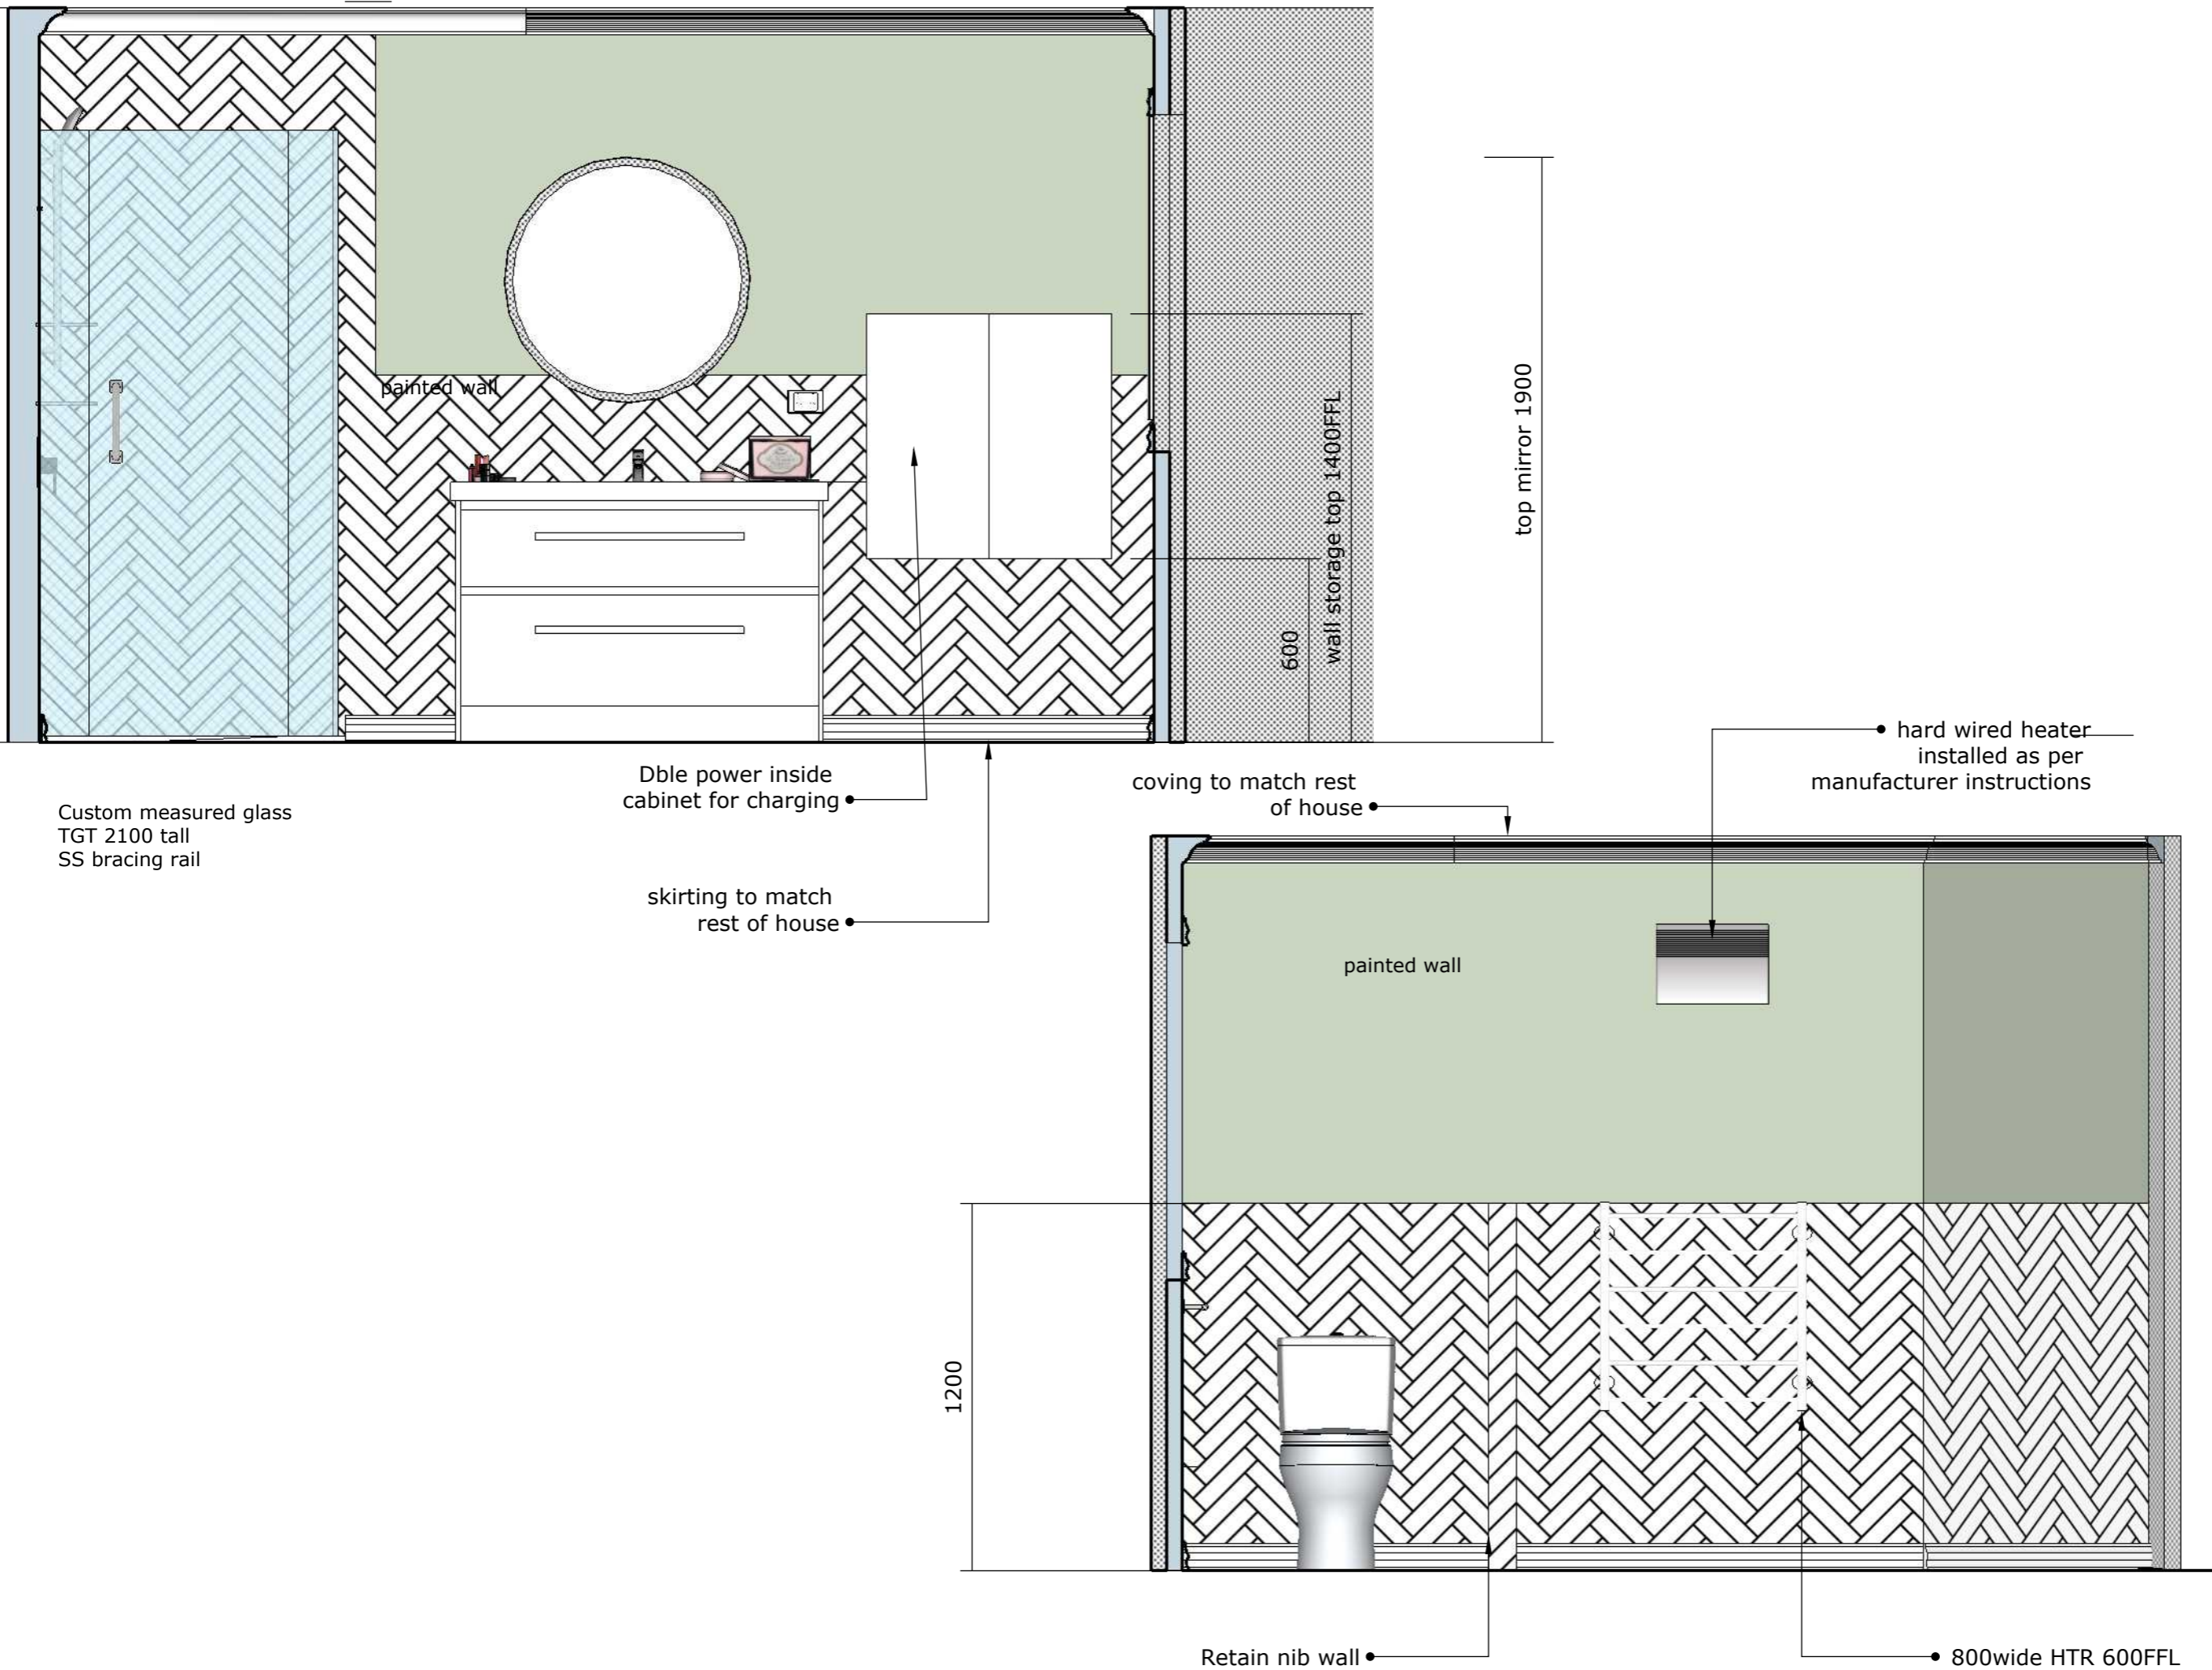 painted wall
top mirror 1900
wall storage top 1400FFL
600
Dble power inside
cabinet for charging
Custom measured glass
TGT 2100 tall
SS bracing rail
skirting to match
rest of house
coving to match rest
of house
hard wired heater
installed as per
manufacturer instructions
painted wall
1200
Retain nib wall
800wide HTR 600FFL